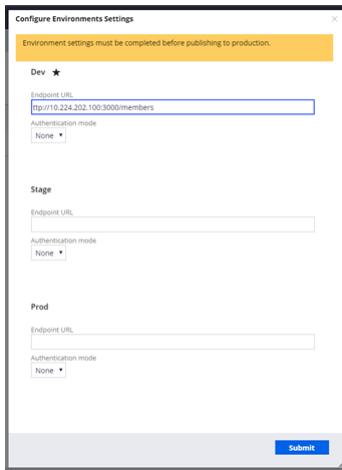 Configure Environments Settings
Environment settings must be completed before publishing to production.
Dev
Endpoint URL
ttp://10.224.202.100:3000/members
Authentication mode
None
Stage
Endpoint URL
Authentication mode
None
Prod
Endpoint URL
Authentication mode
None
Submit